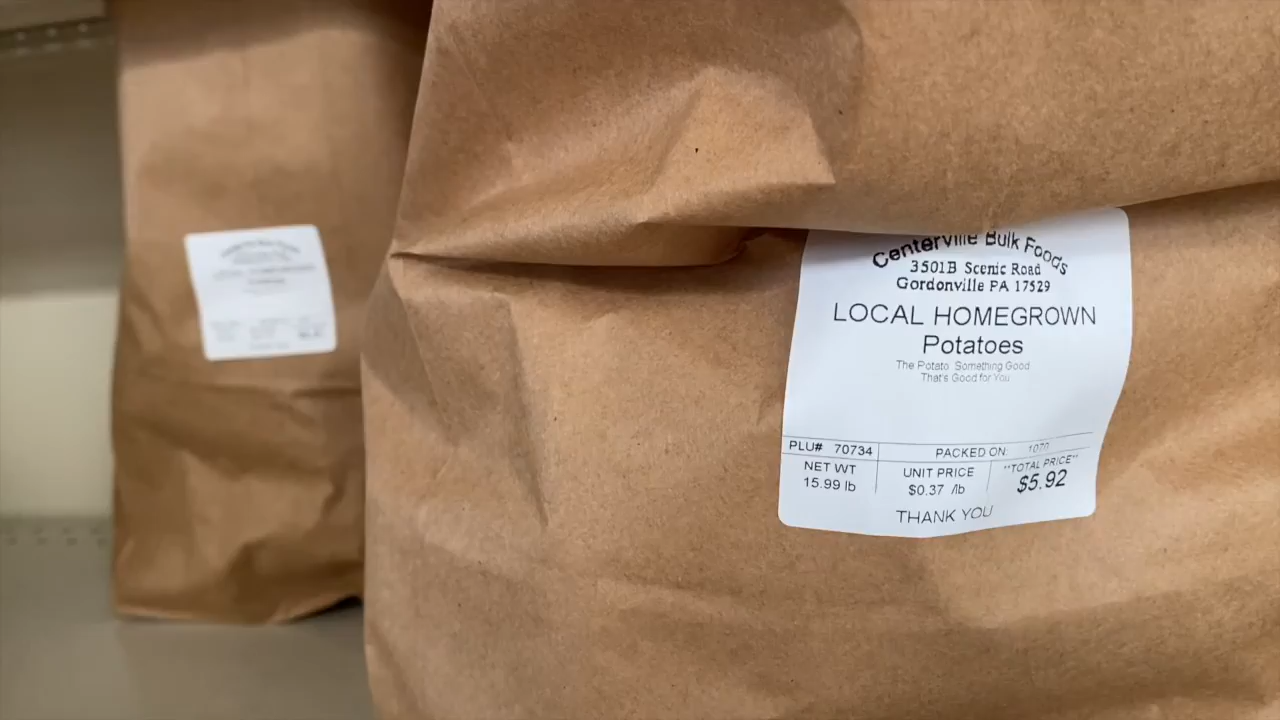 Centerville Bulk Foods
3501B Scenic Road
Gordonville PA 17529
LOCAL HOMEGROWN
Potatoes
The Potato Something Good
That's Good for You
PLU# 70734 PACKED ON: 1070
NET WT UNIT PRICE **TOTAL PRICE**
15.99 lb $0.37 /lb $5.92
THANK YOU